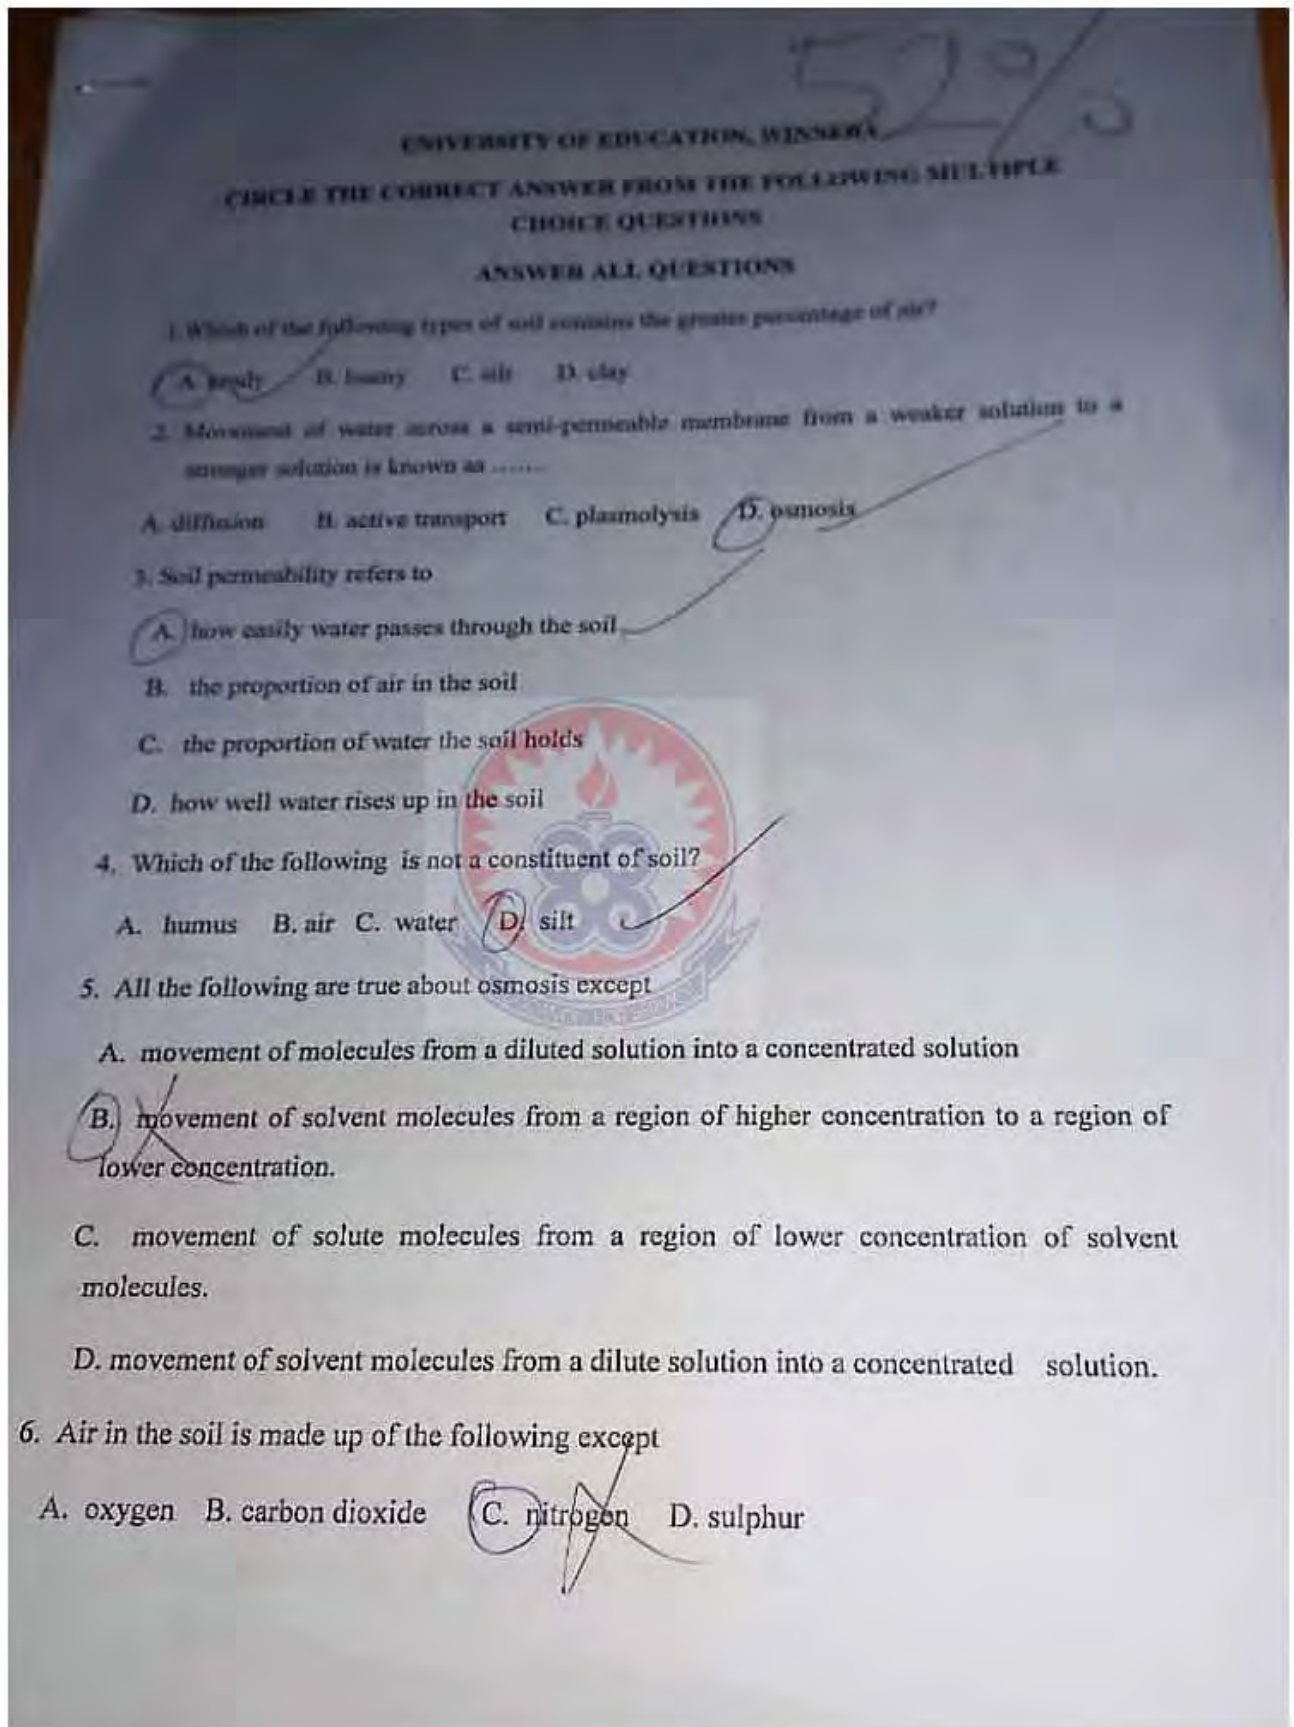 52%
UNIVERSITY OF EDUCATION, WINNEBA
CIRCLE THE CORRECT ANSWER FROM THE FOLLOWING MULTIPLE
CHOICE QUESTIONS
ANSWER ALL QUESTIONS
1. Which of the following types of soil contains the greater percentage of air?
A. sandy B. loamy C. silt D. clay
2. Movement of water across a semi-permeable membrane from a weaker solution to a
stronger solution is known as .......
A. diffusion B. active transport C. plasmolysis D. osmosis
3. Soil permeability refers to
A. how easily water passes through the soil
B. the proportion of air in the soil
C. the proportion of water the soil holds
D. how well water rises up in the soil
4. Which of the following is not a constituent of soil?
A. humus B. air C. water D. silt
5. All the following are true about osmosis except
A. movement of molecules from a diluted solution into a concentrated solution
B. movement of solvent molecules from a region of higher concentration to a region of
lower concentration.
C. movement of solute molecules from a region of lower concentration of solvent
molecules.
D. movement of solvent molecules from a dilute solution into a concentrated solution.
6. Air in the soil is made up of the following except
A. oxygen B. carbon dioxide C. nitrogen D. sulphur